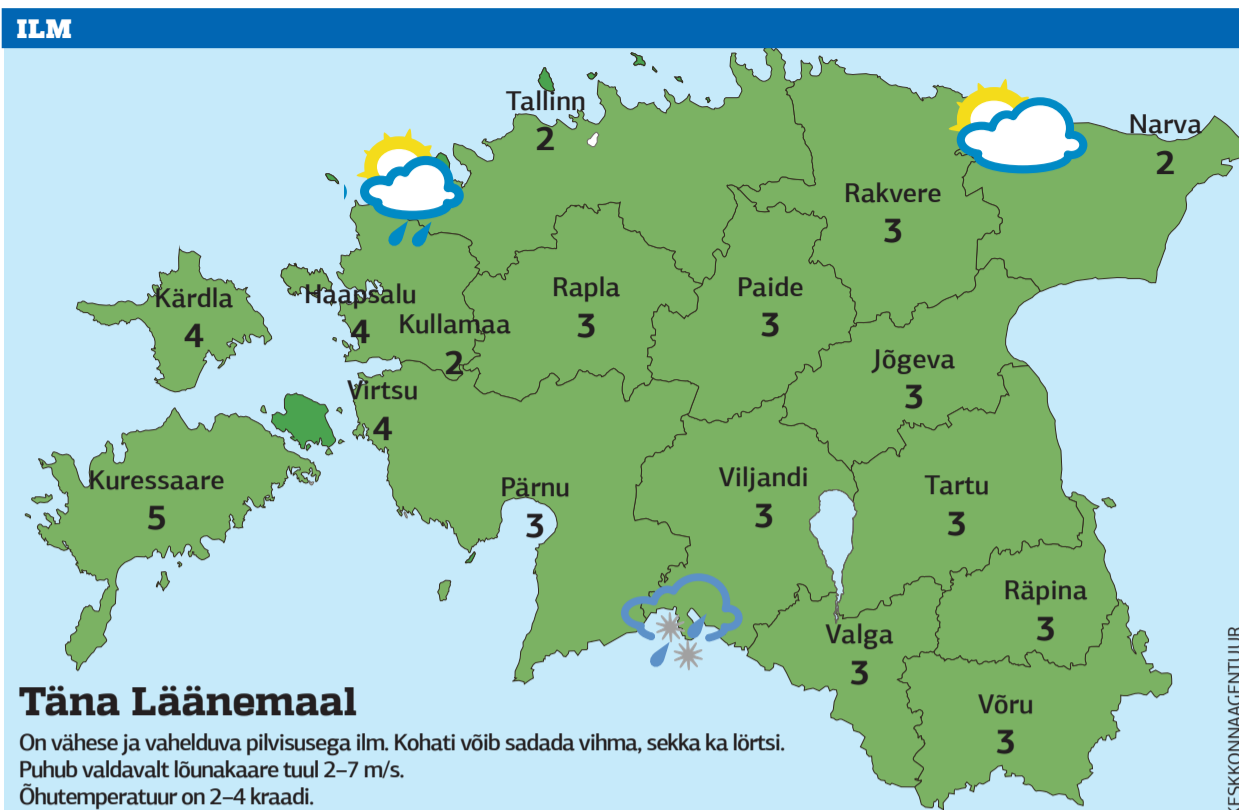 ILM
Tallinn
2
Narva
2
Rakvere
3
Kärdla
4
Haapsalu
4
Kullamaa
2
Rapla
3
Paide
3
Jõgeva
3
Virtsu
4
Kuressaare
5
Pärnu
3
Viljandi
3
Tartu
3
Räpina
3
Valga
3
Võru
3
Täna Läänemaal
On vähese ja vahelduva pilvisusega ilm. Kohati võib sadada vihma, sekka ka lörtsi.
Puhub valdavalt lõunakaare tuul 2–7 m/s.
Õhutemperatuur on 2–4 kraadi.
KESKKONNAAGENTUUR